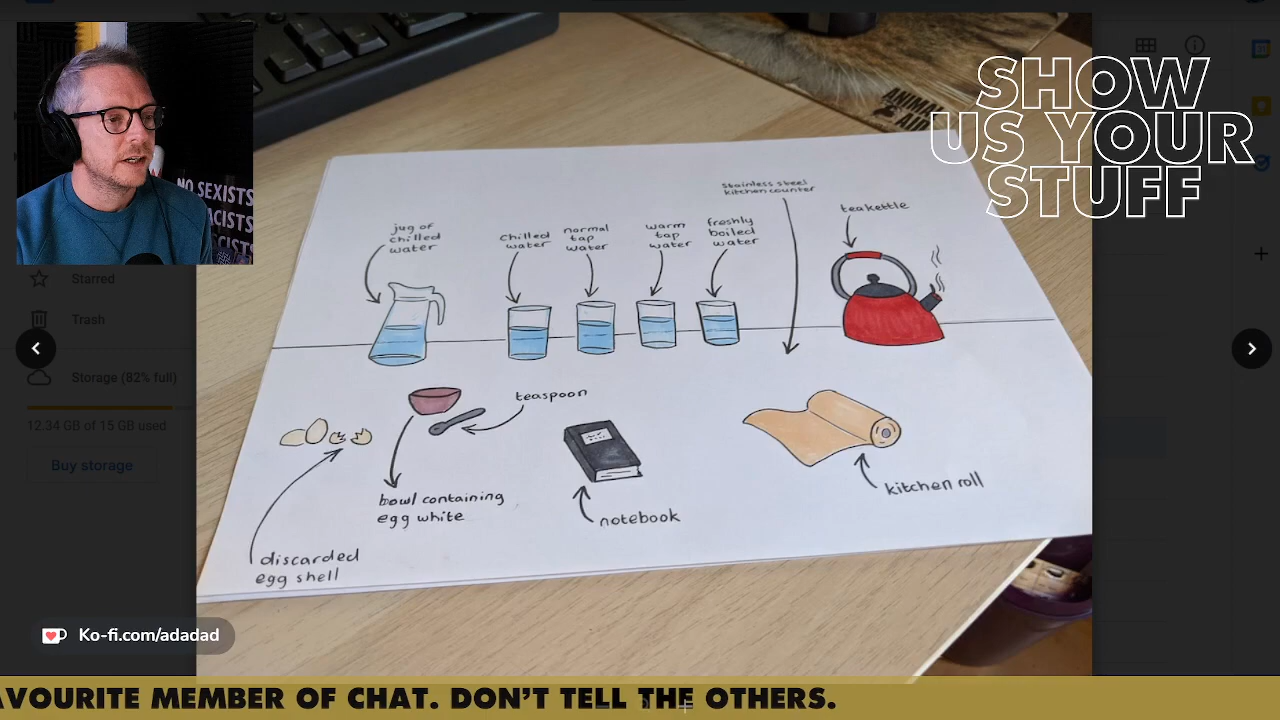 SHOW
US YOUR
STUFF
NO SEXISTS
ACISTS
CISTS
ANIMAL
Starred
Trash
Storage (82% full)
12.34 GB of 15 GB used
Buy storage
stainless steel
kitchen counter
teakettle
jug of
chilled
water
chilled
water
normal
tap
water
warm
tap
water
freshly
boiled
water
teaspoon
bowl containing
egg white
notebook
kitchen roll
discarded
egg shell
Ko-fi.com/adadad
AVOURITE MEMBER OF CHAT. DON'T TELL THE OTHERS.